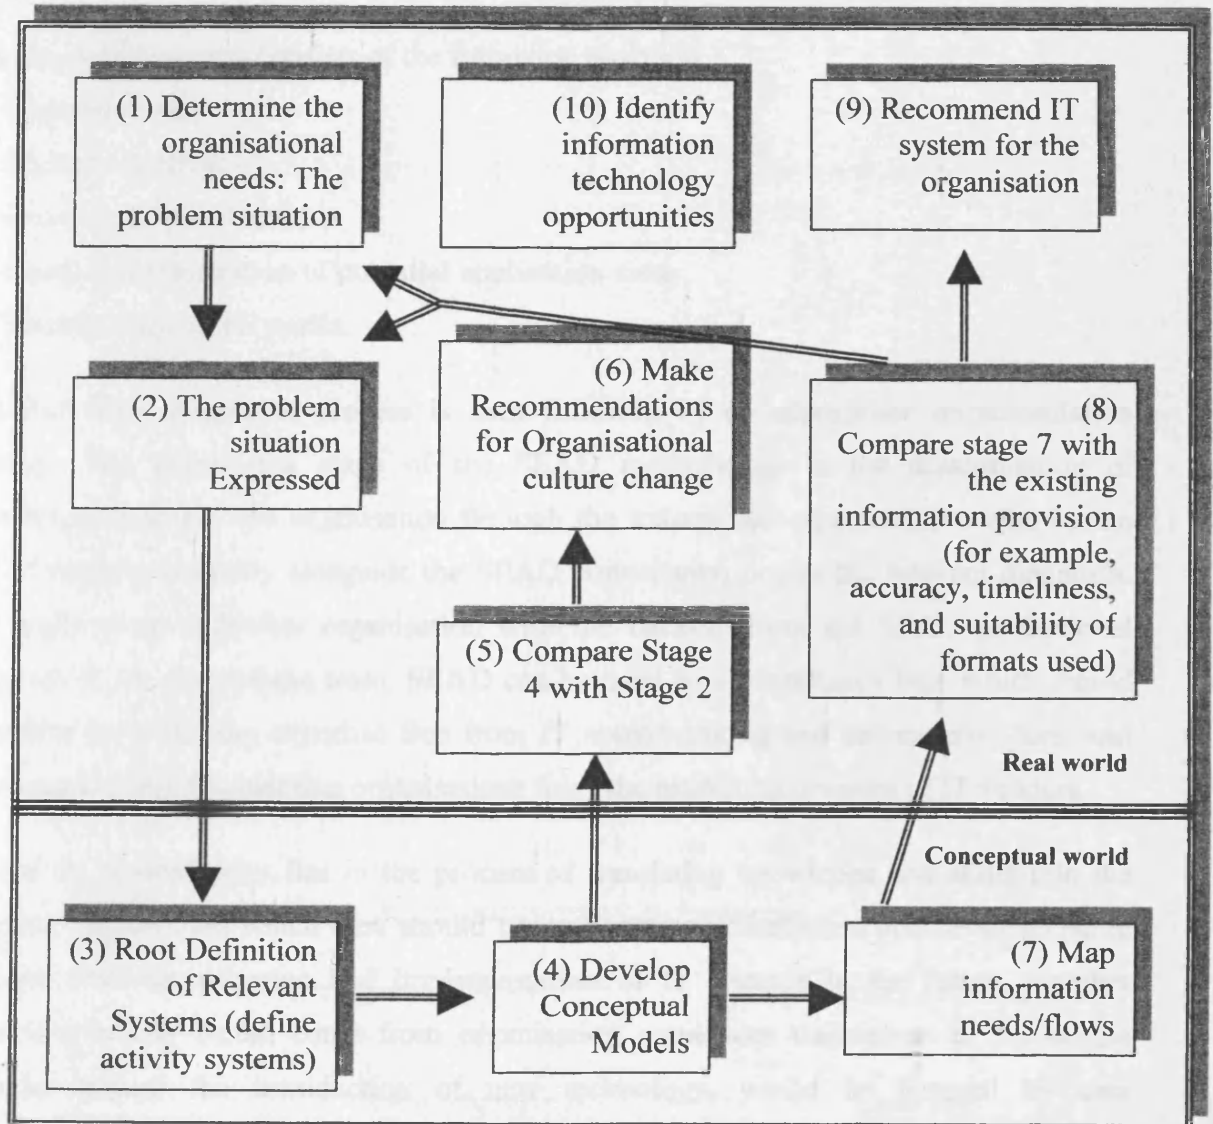 (1) Determine the
organisational
needs: The
problem situation
(10) Identify
information
technology
opportunities
(9) Recommend IT
system for the
organisation
(2) The problem
situation
Expressed
(6) Make
Recommendations
for Organisational
culture change
(8)
Compare stage 7 with
the existing
information provision
(for example,
accuracy, timeliness,
and suitability of
formats used)
(5) Compare Stage
4 with Stage 2
Real world
Conceptual world
(3) Root Definition
of Relevant
Systems (define
activity systems)
(4) Develop
Conceptual
Models
(7) Map
information
needs/flows